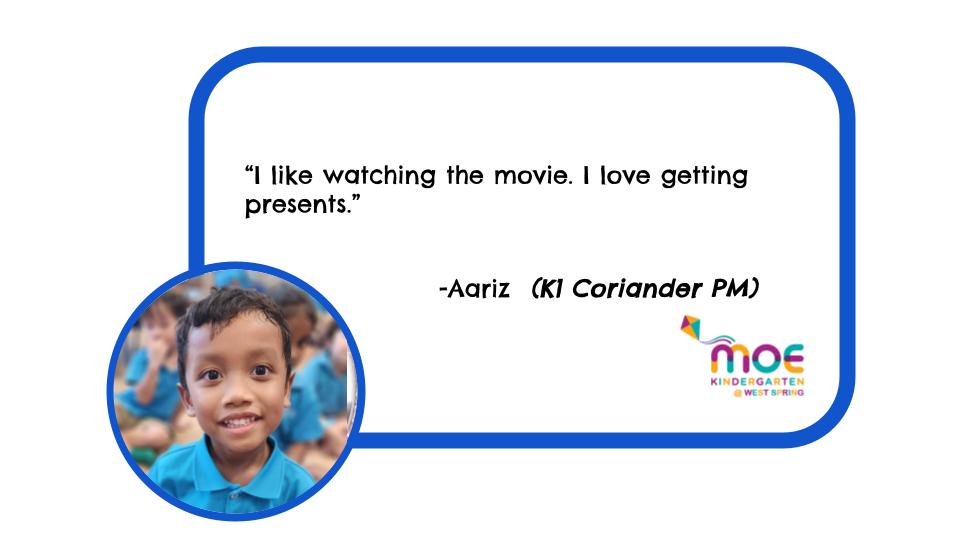 “I like watching the movie. I love getting
presents.”
-Aariz (K1 Coriander PM)
moe
KINDERGARTEN
@ WEST SPRING